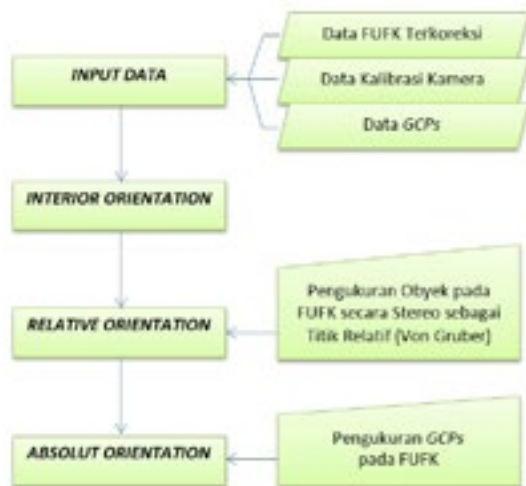 INPUT DATA
Data FUFK Terkoreksi
Data Kalibrasi Kamera
Data GCPs
INTERIOR ORIENTATION
RELATIVE ORIENTATION
Pengukuran Obyek pada
FUFK secara Stereo sebagai
Titik Relatif (Von Gruber)
ABSOLUT ORIENTATION
Pengukuran GCPs
pada FUFK